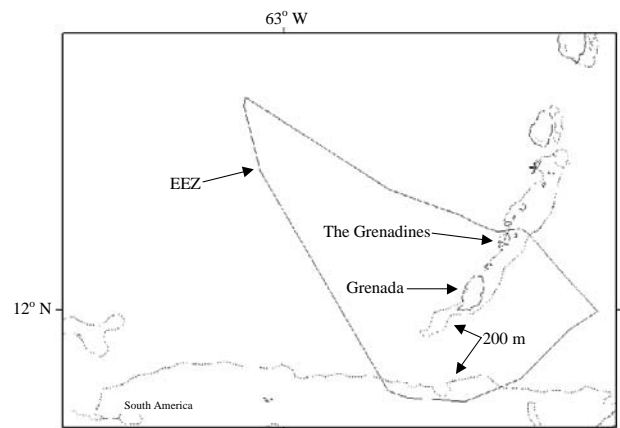 63° W
EEZ
The Grenadines
Grenada
12° N
200 m
South America